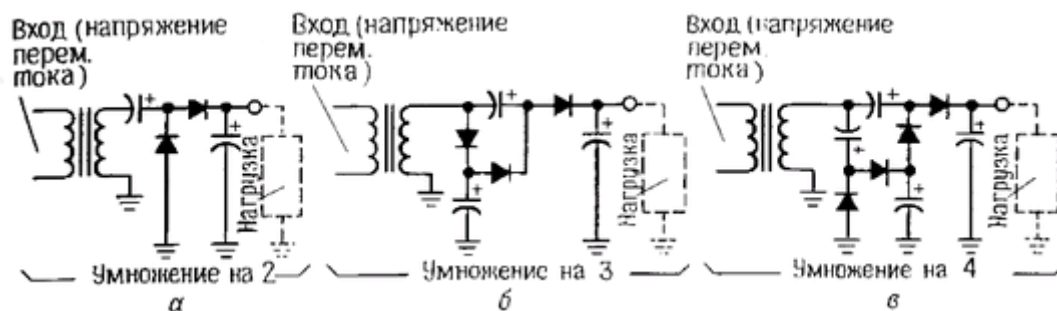 Вход (напряжение
перем.
тока)
+
+
Нагрузка
Умножение на 2
а
Вход (напряжение
перем.
тока)
+
+
+
Нагрузка
Умножение на 3
б
Вход (напряжение
перем.
тока)
+
+
+
+
Нагрузка
Умножение на 4
в